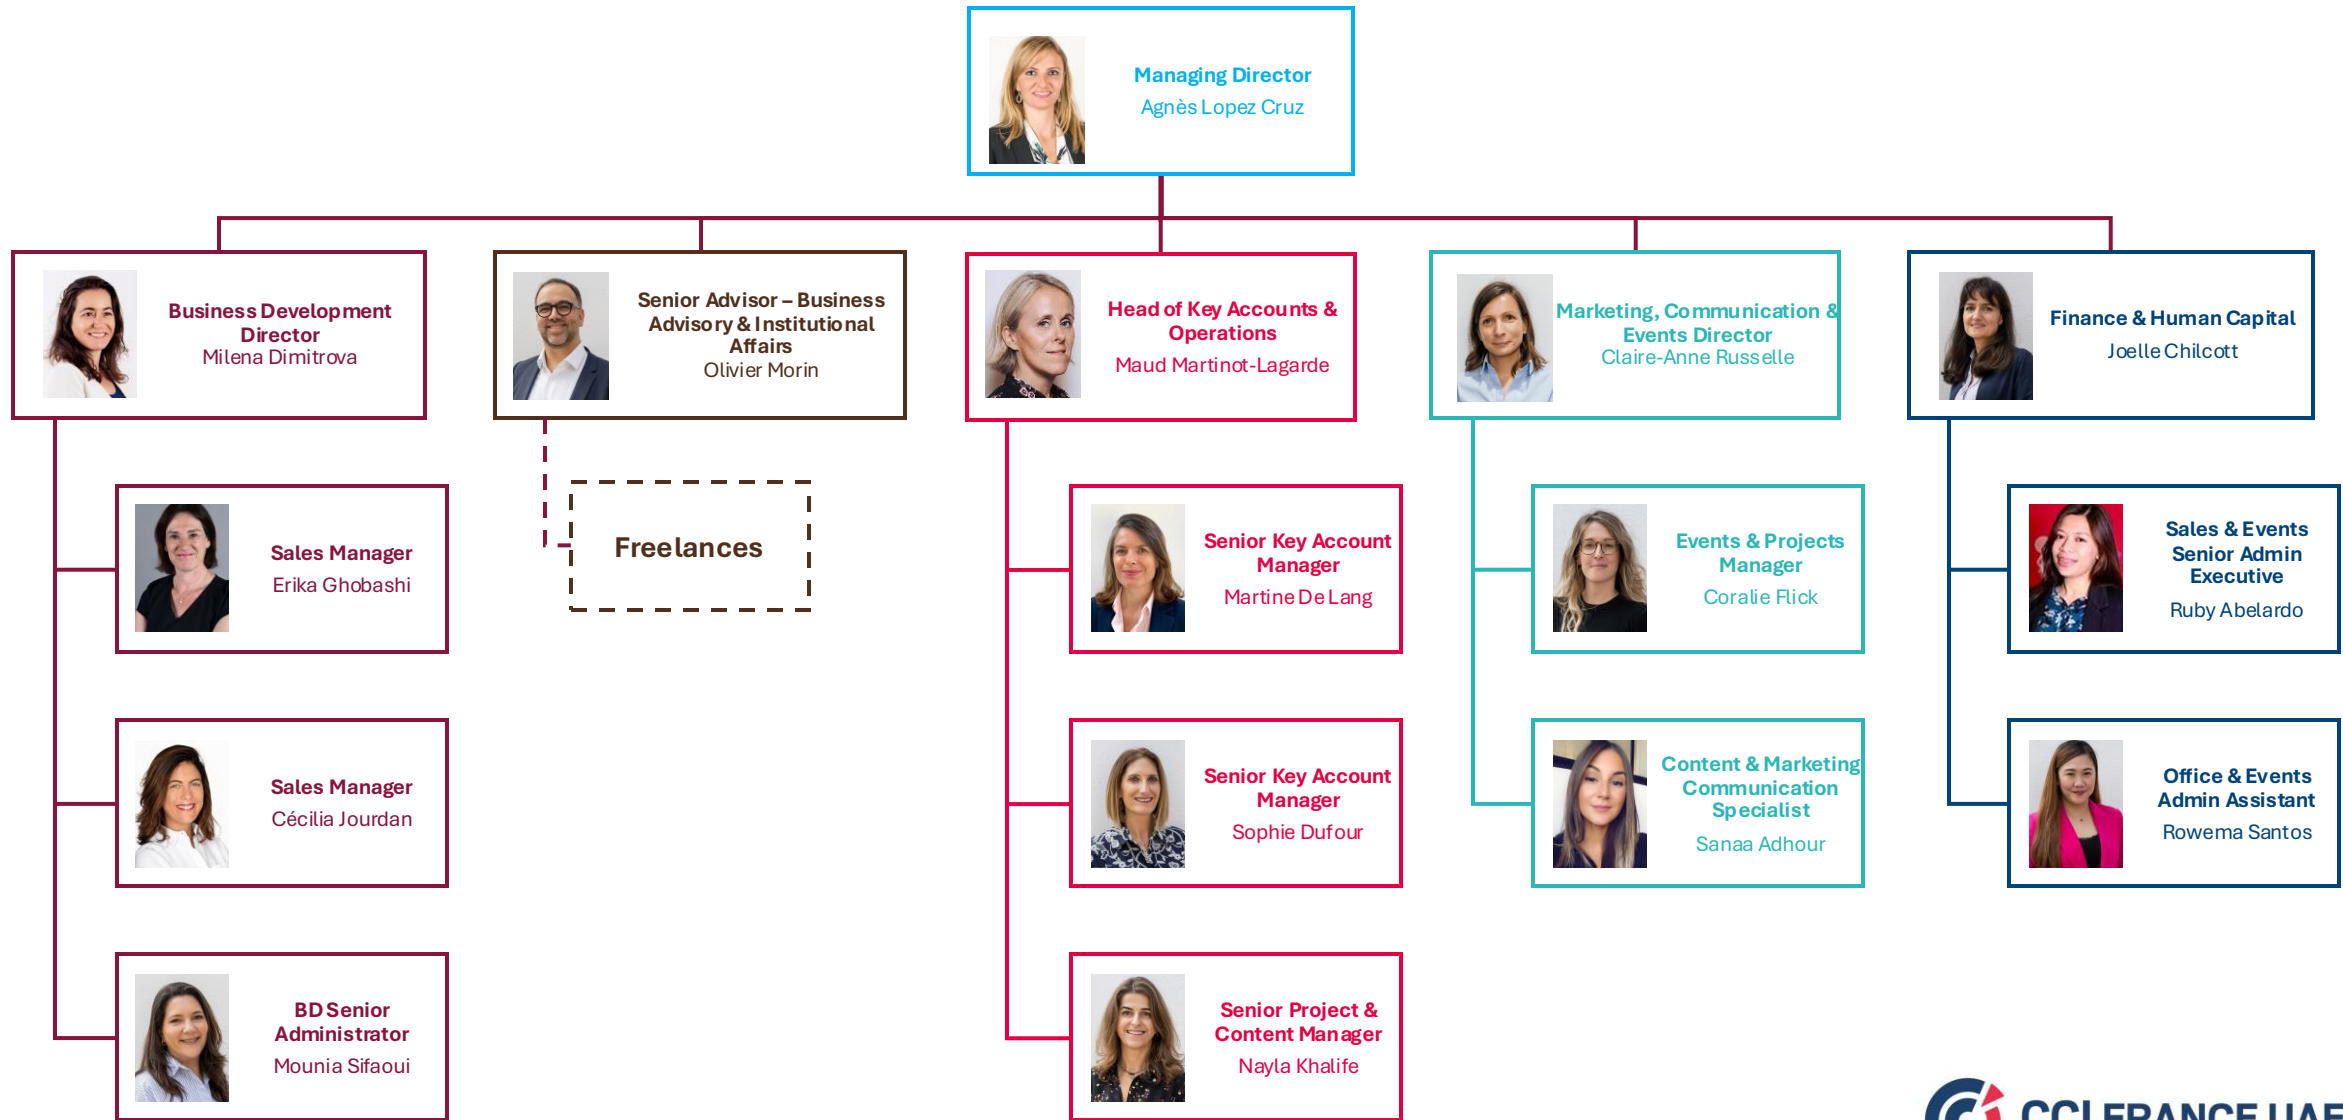 Managing Director
Agnès Lopez Cruz
Business Development
Director
Milena Dimitrova
Senior Advisor – Business
Advisory & Institutional
Affairs
Olivier Morin
Head of Key Accounts &
Operations
Maud Martinot-Lagarde
Marketing, Communication &
Events Director
Claire-Anne Russelle
Finance & Human Capital
Joelle Chilcott
Sales Manager
Erika Ghobashi
Freelances
Senior Key Account
Manager
Martine De Lang
Events & Projects
Manager
Coralie Flick
Sales & Events
Senior Admin
Executive
Ruby Abelardo
Sales Manager
Cécilia Jourdan
Senior Key Account
Manager
Sophie Dufour
Content & Marketing
Communication
Specialist
Sanaa Adhour
Office & Events
Admin Assistant
Rowema Santos
BD Senior
Administrator
Mounia Sifaoui
Senior Project &
Content Manager
Nayla Khalife
CCI FRANCE UAE